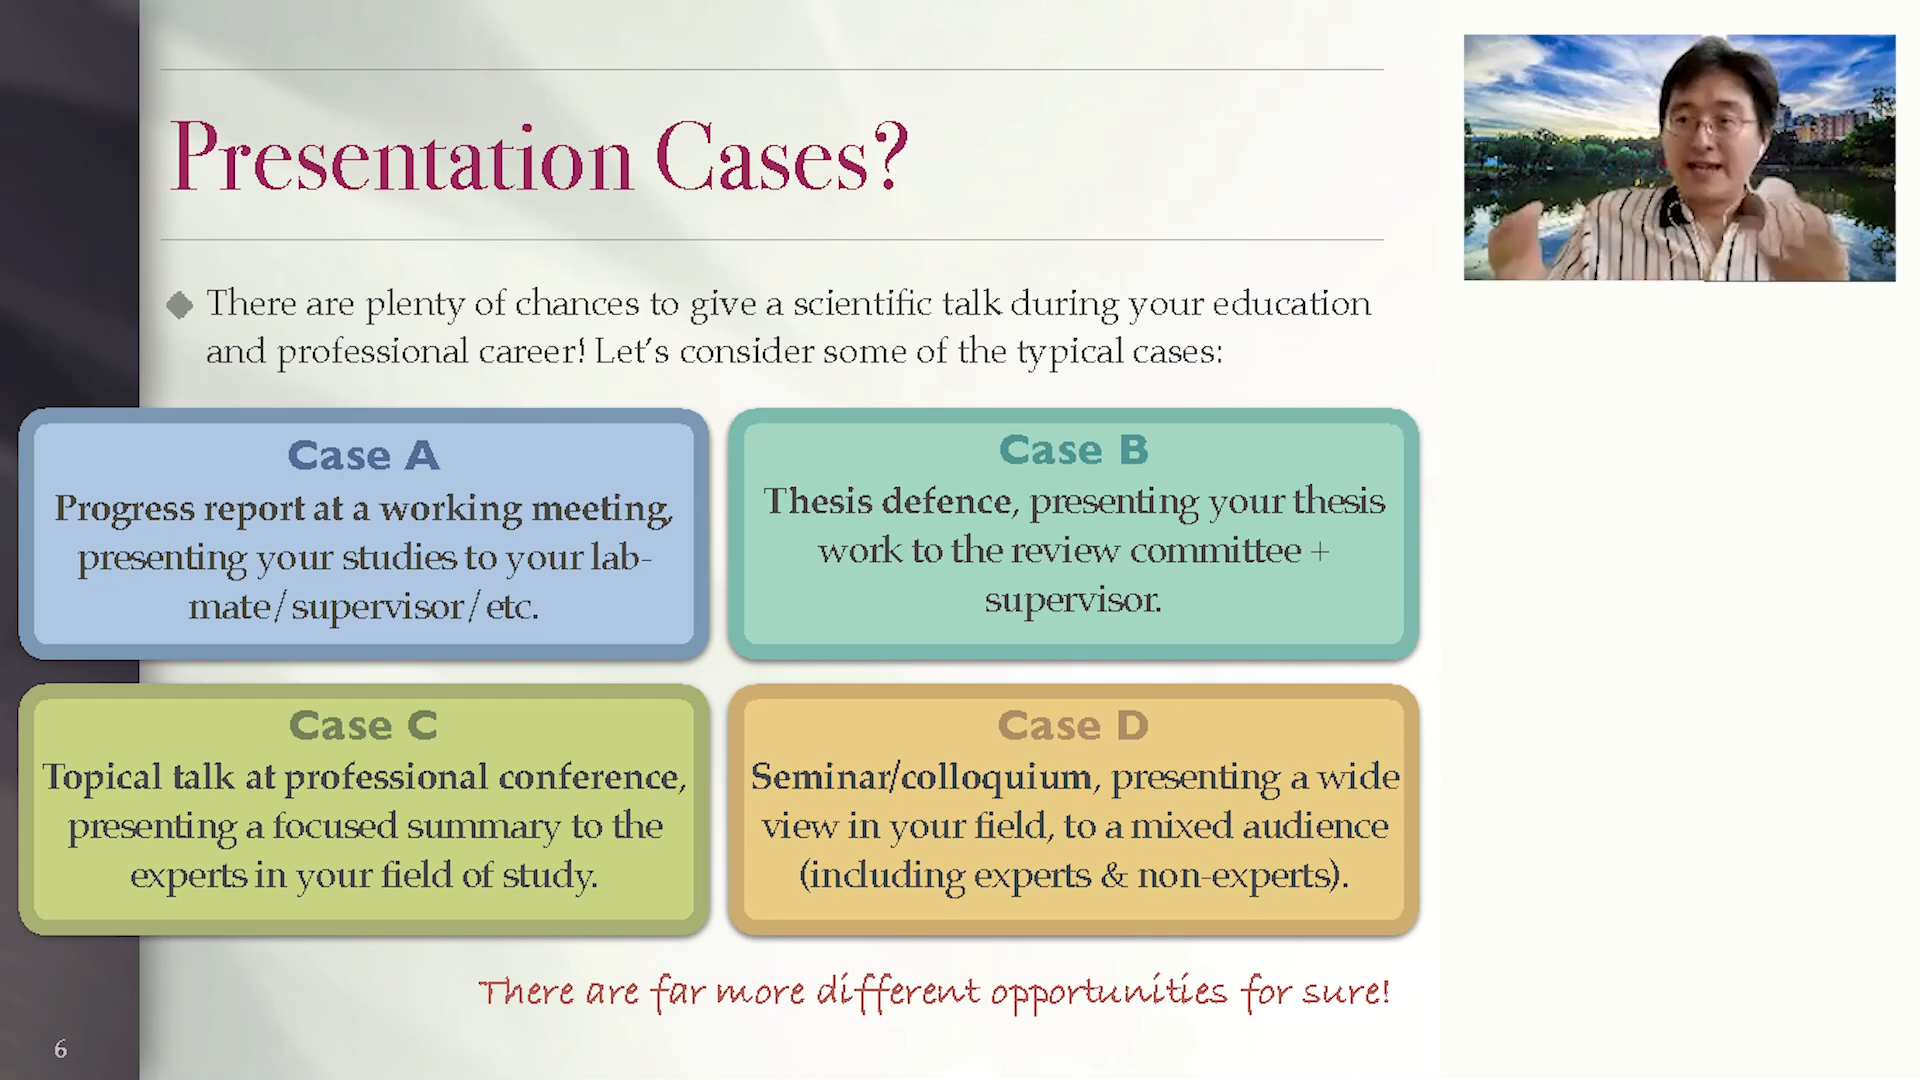 Presentation Cases?
There are plenty of chances to give a scientific talk during your education
and professional career! Let's consider some of the typical cases:
Case A
Progress report at a working meeting,
presenting your studies to your lab-
mate/supervisor/etc.
Case B
Thesis defence, presenting your thesis
work to the review committee +
supervisor.
Case C
Topical talk at professional conference,
presenting a focused summary to the
experts in your field of study.
Case D
Seminar/colloquium, presenting a wide
view in your field, to a mixed audience
(including experts & non-experts).
There are far more different opportunities for sure!
6